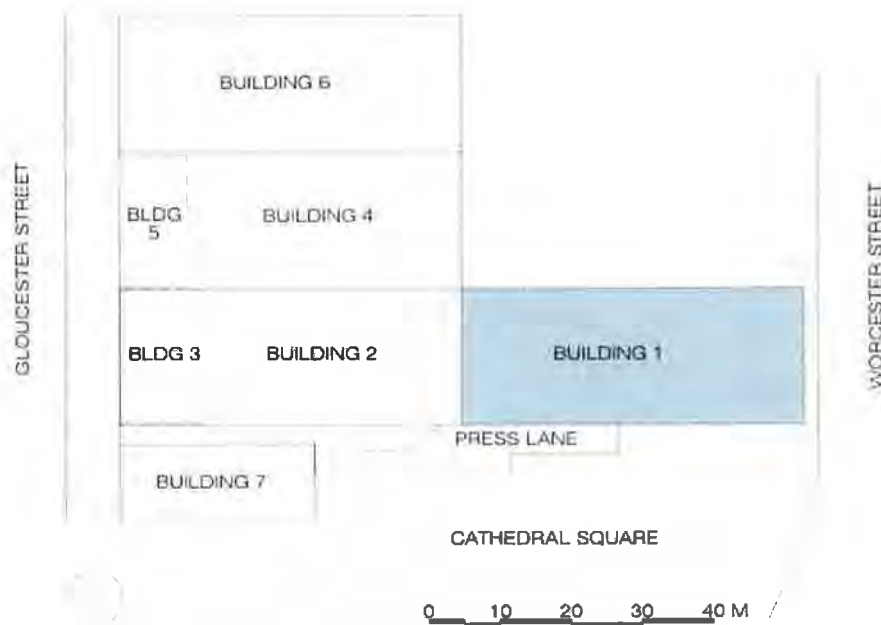 BUILDING 6
GLOUCESTER STREET
WORCESTER STREET
BLDG
5
BUILDING 4
BLDG 3
BUILDING 2
BUILDING 1
PRESS LANE
BUILDING 7
CATHEDRAL SQUARE
0 10 20 30 40 M